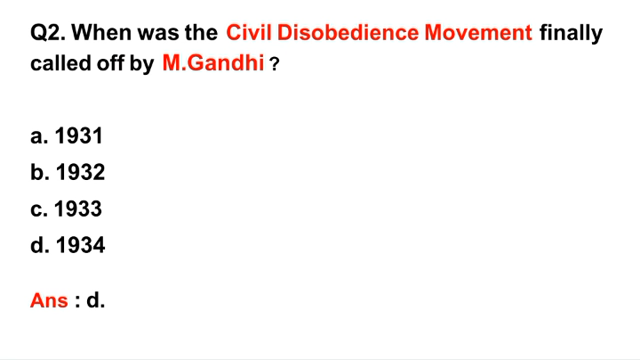 Q2. When was the Civil Disobedience Movement finally
called off by M.Gandhi ?
a. 1931
b. 1932
c. 1933
d. 1934
Ans : d.